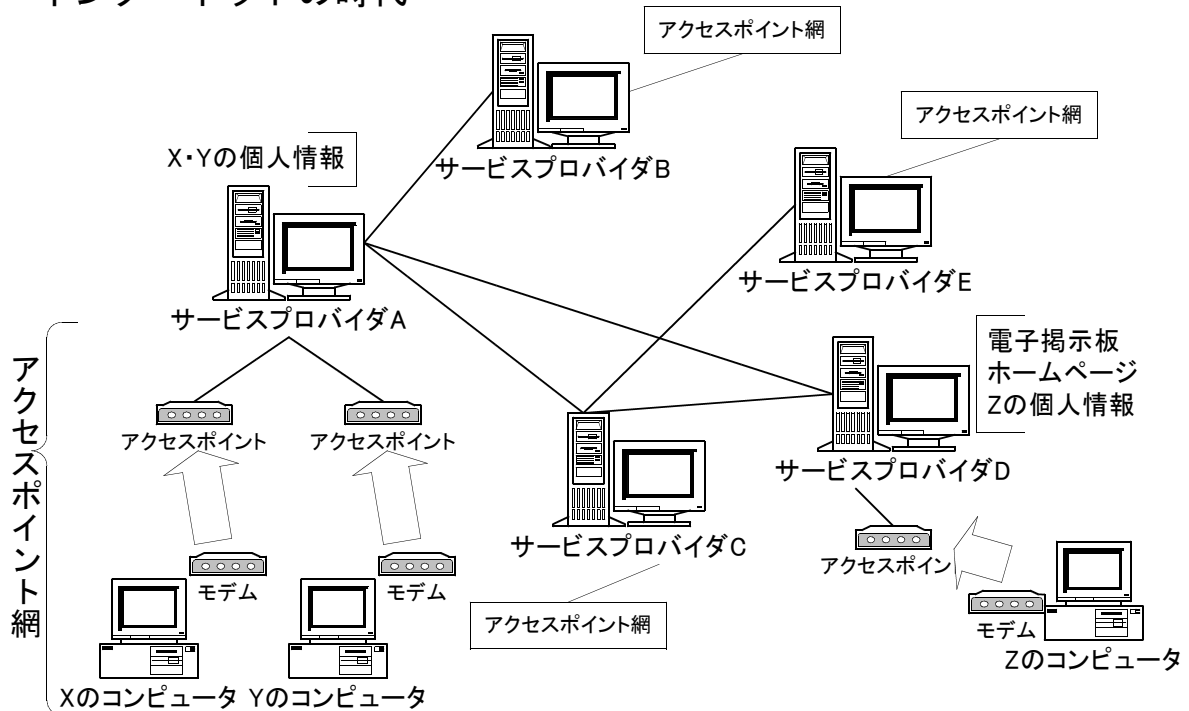 アクセスポイント網
アクセスポイント網
X・Yの個人情報
サービスプロバイダB
サービスプロバイダE
サービスプロバイダA
電子掲示板
ホームページ
Zの個人情報
アクセスポイント網
アクセスポイント
アクセスポイント
サービスプロバイダD
サービスプロバイダC
アクセスポイン
モデム
モデム
アクセスポイント網
モデム
Zのコンピュータ
Xのコンピュータ
Yのコンピュータ